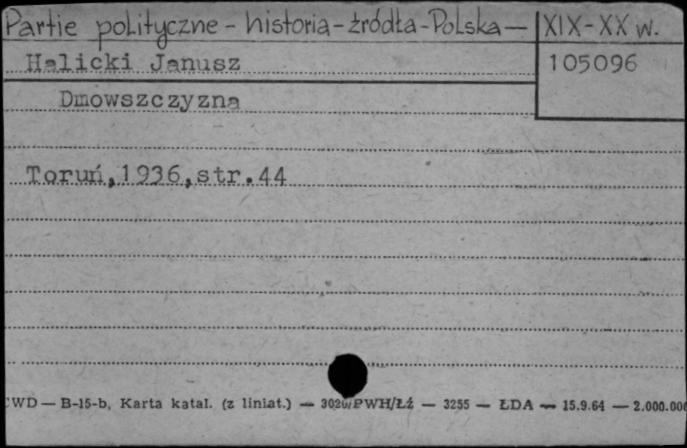 Partie polityczne - historia - źródła - Polska — XIX - XX w.
Halicki Janusz 105096
Dmowszczyzna
Toruń,1936,str.44
WD — B-15-b, Karta katal. (z liniat.) — PWH/Łź — 3255 — ŁDA — 15.9.64 — 2.000.000